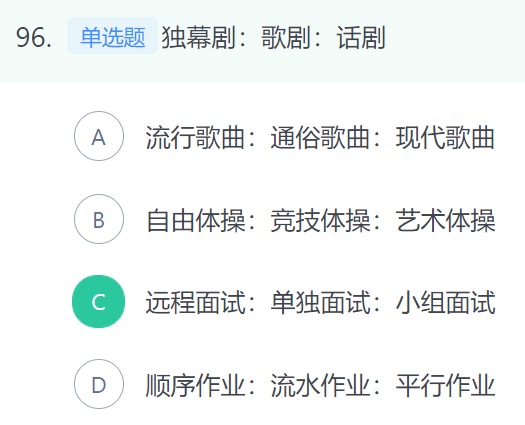 96. 单选题 独幕剧：歌剧：话剧
A 流行歌曲：通俗歌曲：现代歌曲
B 自由体操：竞技体操：艺术体操
C 远程面试：单独面试：小组面试
D 顺序作业：流水作业：平行作业